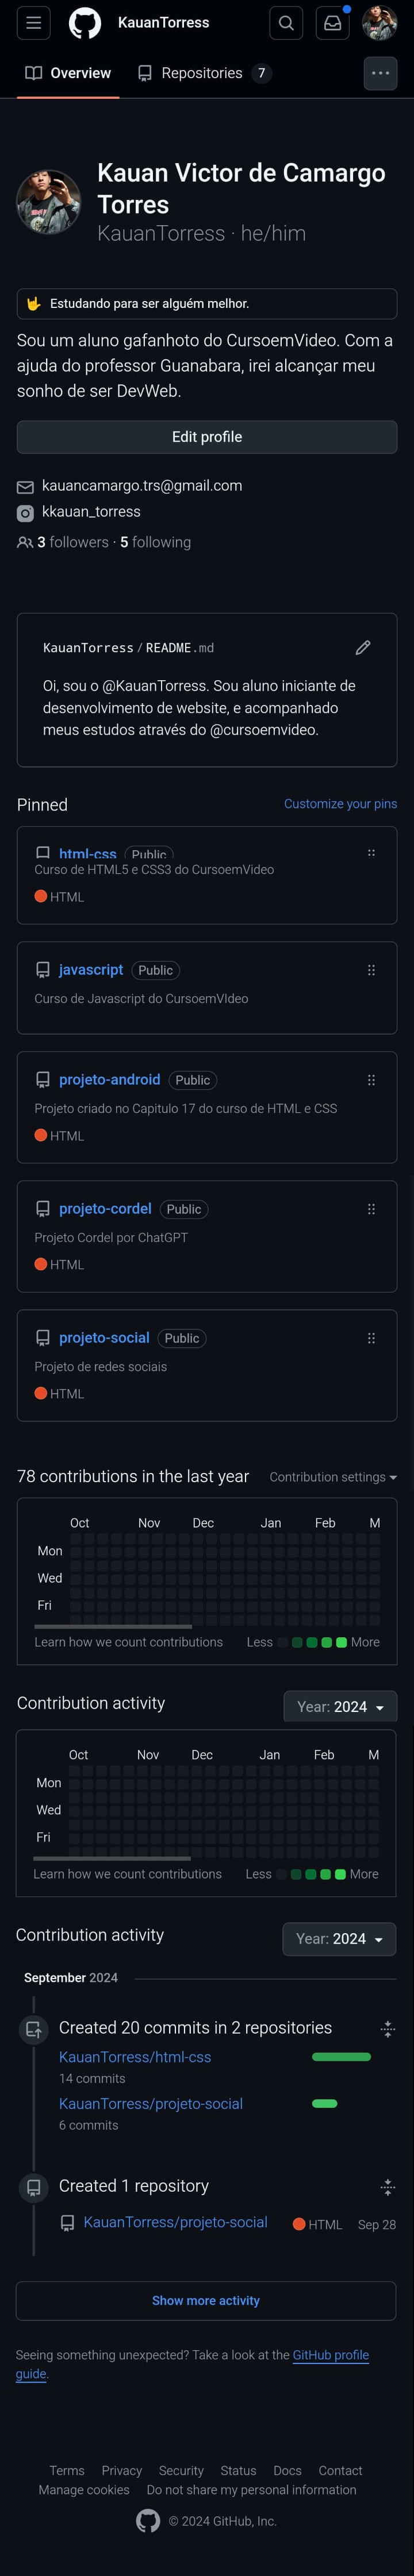 KauanTorress
Overview Repositories 7
Kauan Victor de Camargo
Torres
KauanTorress · he/him
🤟 Estudando para ser alguém melhor.
Sou um aluno gafanhoto do CursoemVideo. Com a
ajuda do professor Guanabara, irei alcançar meu
sonho de ser DevWeb.
Edit profile
kauancamargo.trs@gmail.com
kkauan_torress
3 followers · 5 following
KauanTorress / README.md
Oi, sou o @KauanTorress. Sou aluno iniciante de
desenvolvimento de website, e acompanhado
meus estudos através do @cursoemvideo.
Pinned Customize your pins
html-css Public
Curso de HTML5 e CSS3 do CursoemVideo
HTML
javascript Public
Curso de Javascript do CursoemVIdeo
projeto-android Public
Projeto criado no Capitulo 17 do curso de HTML e CSS
HTML
projeto-cordel Public
Projeto Cordel por ChatGPT
HTML
projeto-social Public
Projeto de redes sociais
HTML
78 contributions in the last year Contribution settings
Oct Nov Dec Jan Feb M
Mon
Wed
Fri
Learn how we count contributions Less More
Contribution activity Year: 2024
Oct Nov Dec Jan Feb M
Mon
Wed
Fri
Learn how we count contributions Less More
Contribution activity Year: 2024
September 2024
Created 20 commits in 2 repositories
KauanTorress/html-css
14 commits
KauanTorress/projeto-social
6 commits
Created 1 repository
KauanTorress/projeto-social HTML Sep 28
Show more activity
Seeing something unexpected? Take a look at the GitHub profile
guide.
Terms Privacy Security Status Docs Contact
Manage cookies Do not share my personal information
© 2024 GitHub, Inc.